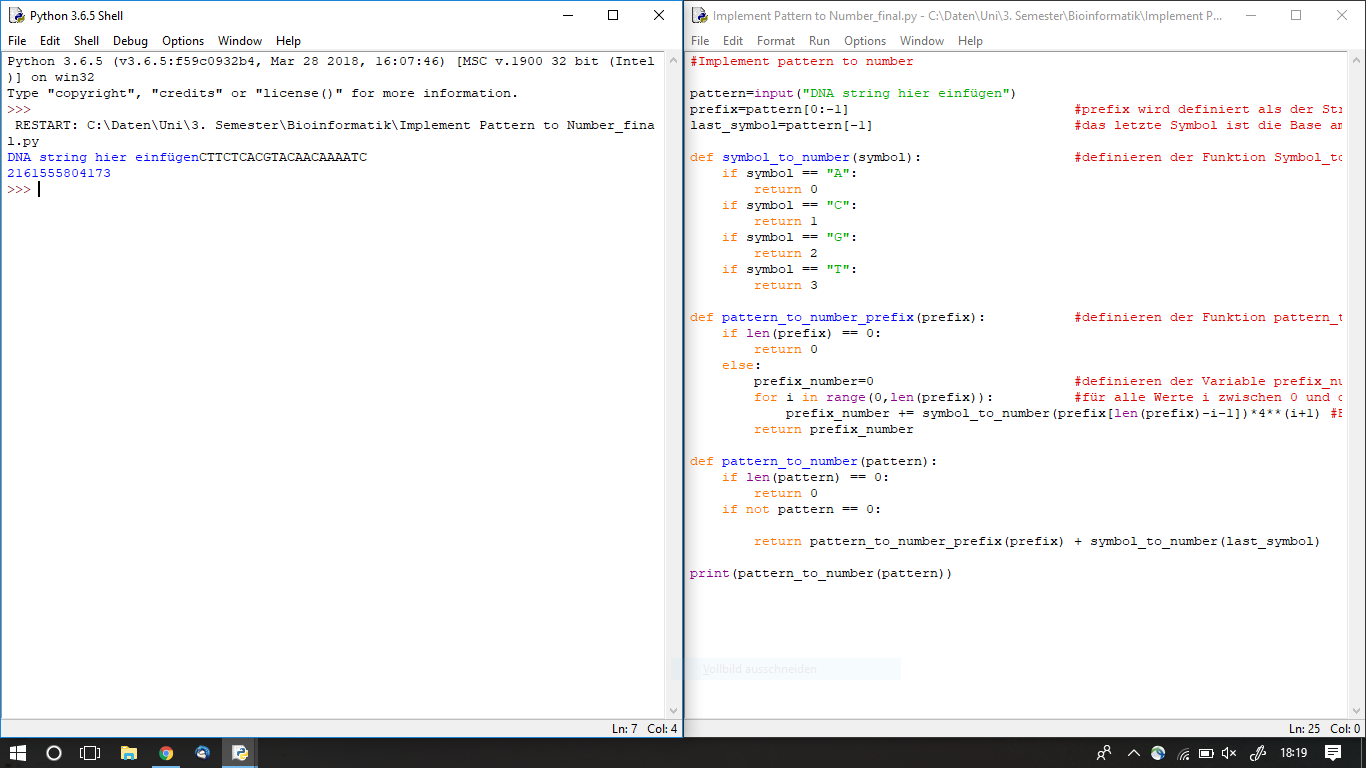 Python 3.6.5 Shell
File Edit Shell Debug Options Window Help
Python 3.6.5 (v3.6.5:f59c0932b4, Mar 28 2018, 16:07:46) [MSC v.1900 32 bit (Intel
)] on win32
Type "copyright", "credits" or "license()" for more information.
>>>
RESTART: C:\Daten\Uni\3. Semester\Bioinformatik\Implement Pattern to Number_fina
l.py
DNA string hier einfügenCTTCTCACGTACAACAAAATC
2161555804173
>>>
Ln: 7 Col: 4
Implement Pattern to Number_final.py - C:\Daten\Uni\3. Semester\Bioinformatik\Implement P...
File Edit Format Run Options Window Help
#Implement pattern to number
pattern=input("DNA string hier einfügen")
prefix=pattern[0:-1] #prefix wird definiert als der Str
last_symbol=pattern[-1] #das letzte Symbol ist die Base am
def symbol_to_number(symbol): #definieren der Funktion Symbol_to
if symbol == "A":
return 0
if symbol == "C":
return 1
if symbol == "G":
return 2
if symbol == "T":
return 3
def pattern_to_number_prefix(prefix): #definieren der Funktion pattern_t
if len(prefix) == 0:
return 0
else:
prefix_number=0 #definieren der Variable prefix_nu
for i in range(0,len(prefix)): #für alle Werte i zwischen 0 und
prefix_number += symbol_to_number(prefix[len(prefix)-i-1])*4**(i+1)
return prefix_number
def pattern_to_number(pattern):
if len(pattern) == 0:
return 0
if not pattern == 0:
return pattern_to_number_prefix(prefix) + symbol_to_number(last_symbol)
print(pattern_to_number(pattern))
Vollbild ausschneiden
Ln: 25 Col: 0
18:19